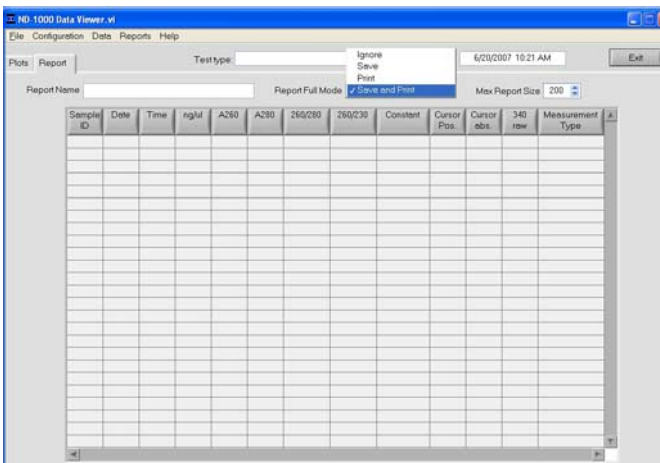 ND-1000 Data Viewer.vi
File Configuration Data Reports Help
Plots Report Test type: Ignore 6/20/2007 10:21 AM Exit
Save
Print
Report Name Report Full Mode ✓ Save and Print Max Report Size 200
Sample ID Date Time ng/ul A260 A280 260/280 260/230 Constant Cursor Pos. Cursor abs. 340 raw Measurement Type